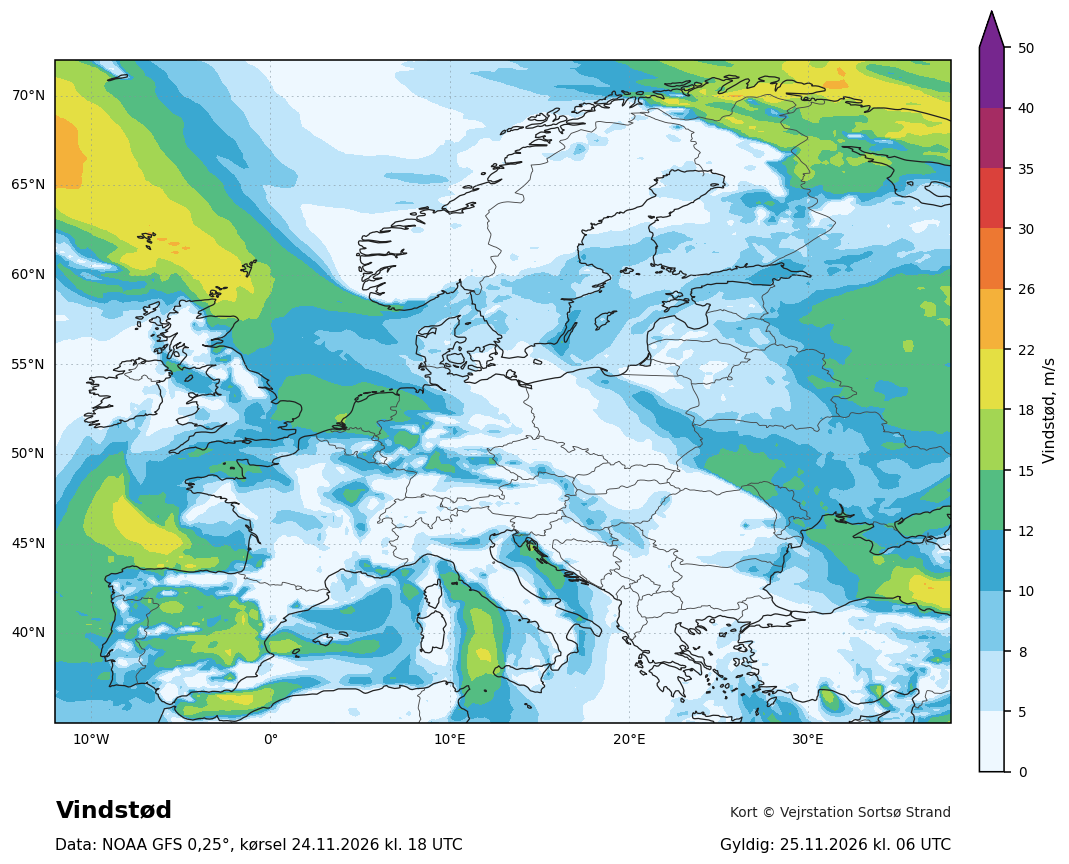 50
40
35
30
26
22
18
15
12
10
8
5
0
Vindstød, m/s
70°N
65°N
60°N
55°N
50°N
45°N
40°N
10°W
0°
10°E
20°E
30°E
Vindstød
Kort © Vejrstation Sortsø Strand
Data: NOAA GFS 0,25°, kørsel 24.11.2026 kl. 18 UTC
Gyldig: 25.11.2026 kl. 06 UTC